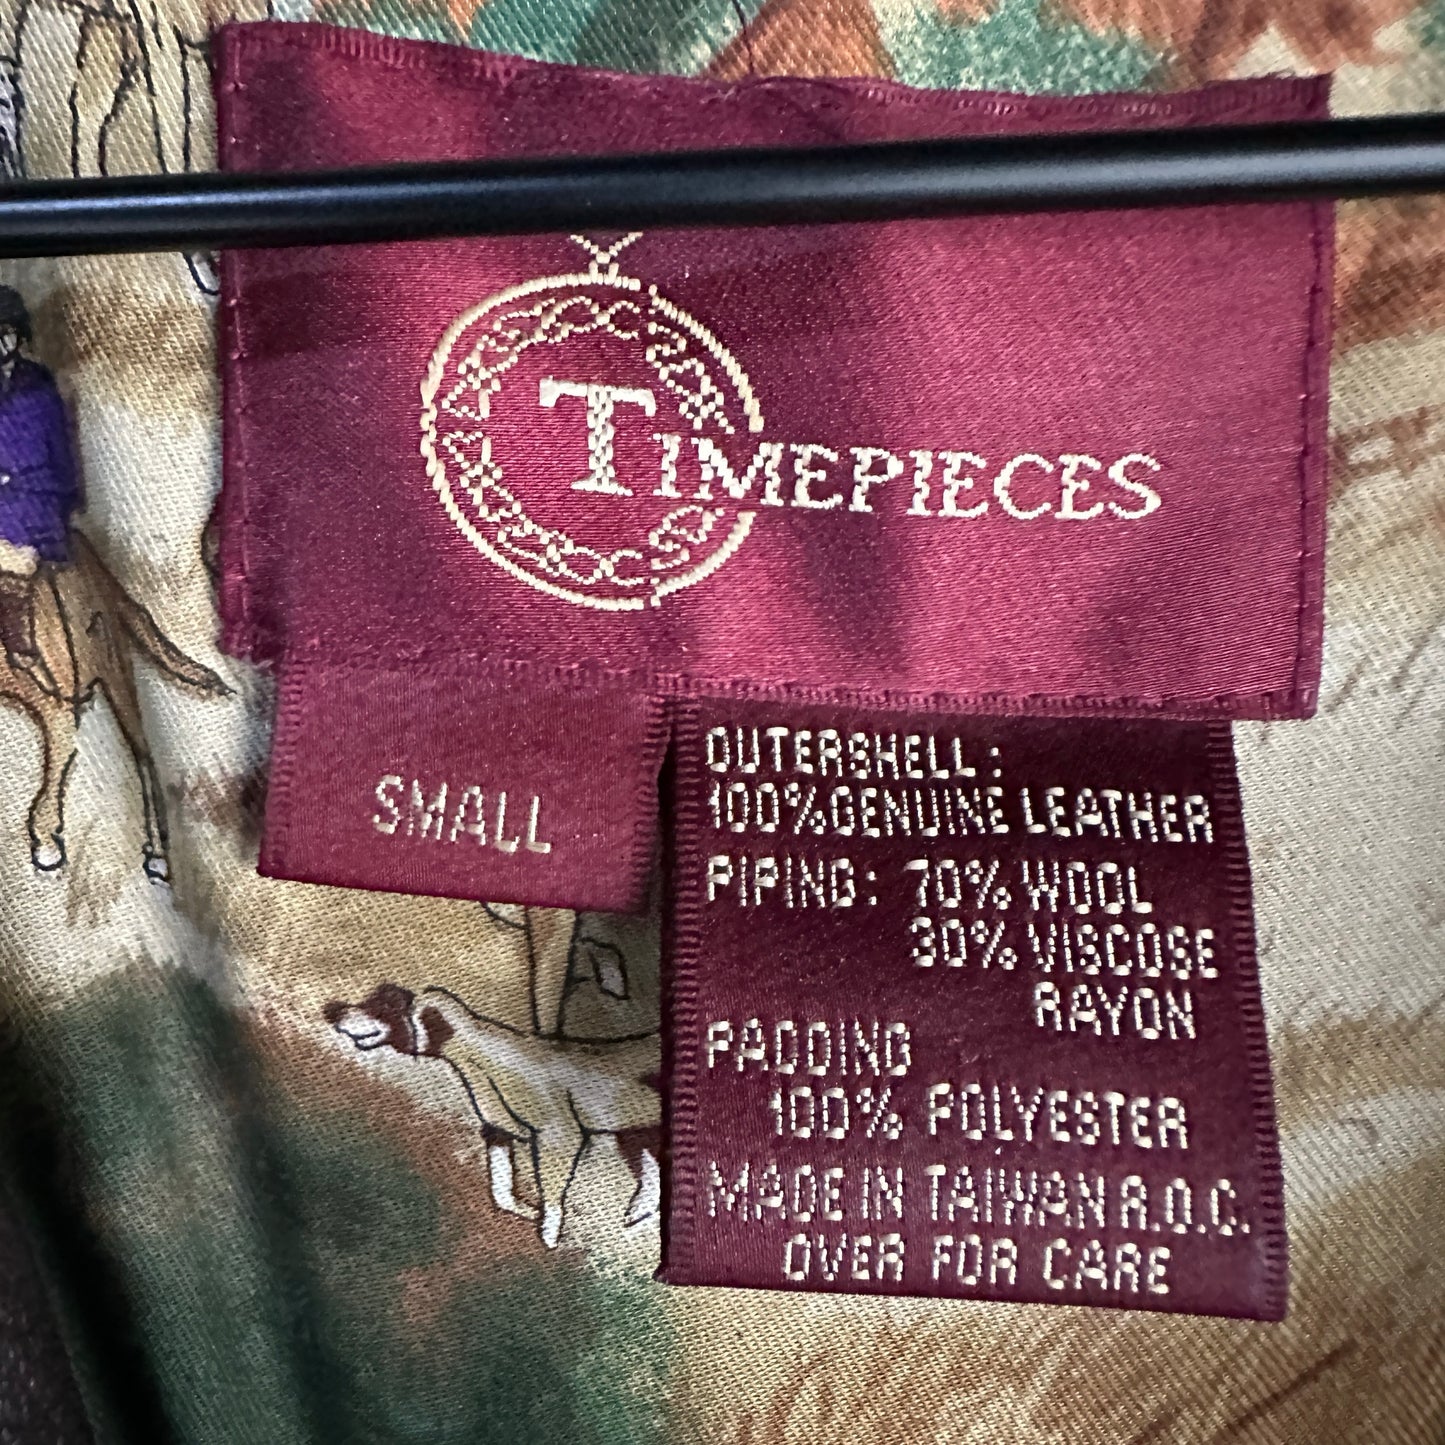 TIMEPIECES
SMALL
OUTERSHELL:
100% GENUINE LEATHER
PIPING: 70% WOOL
30% VISCOSE
RAYON
PADDING
100% POLYESTER
MADE IN TAIWAN R.O.C.
OVER FOR CARE